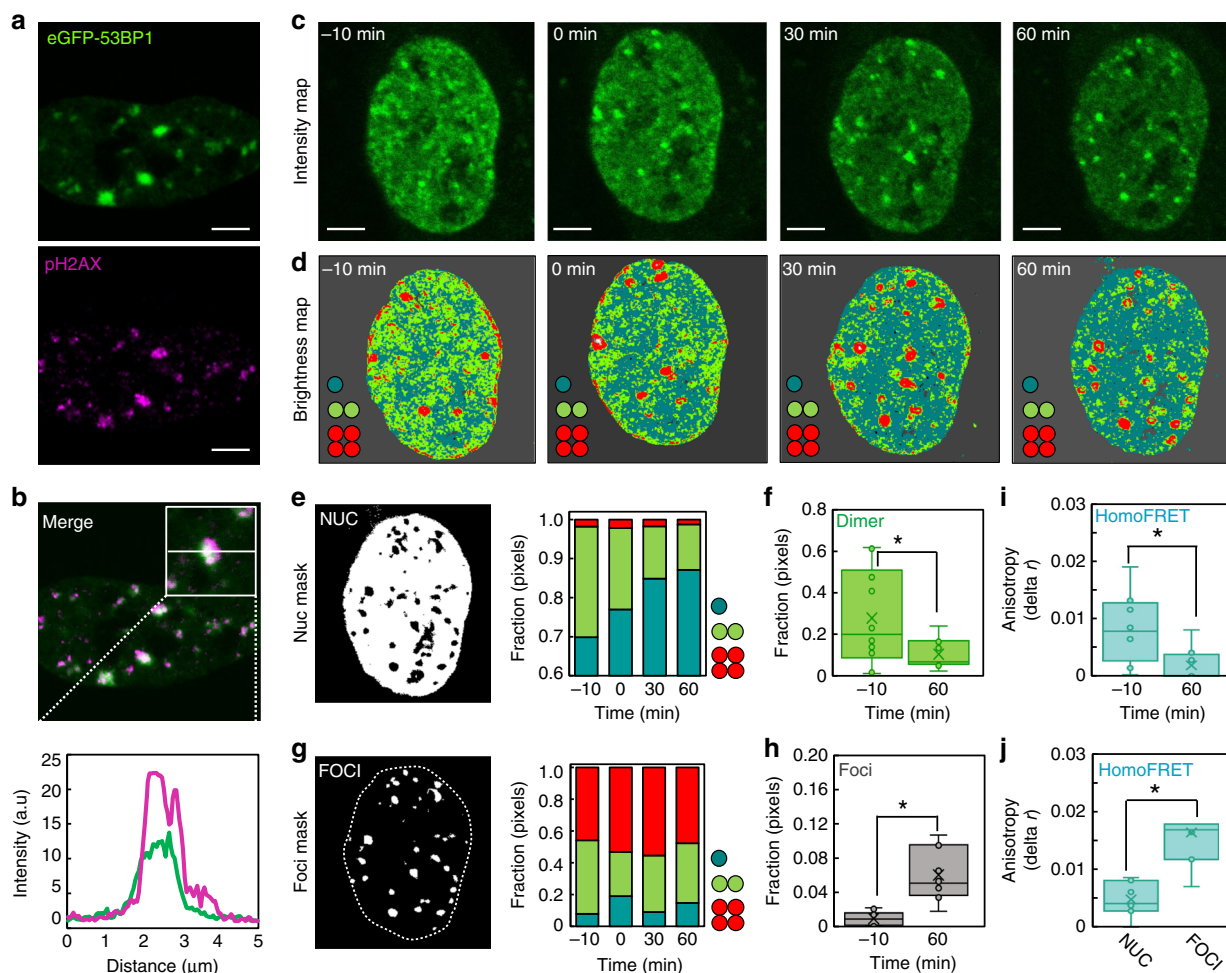 a
eGFP-53BP1
pH2AX
b
Merge
25
20
15
10
5
0
Intensity (a.u)
0 1 2 3 4 5
Distance (μm)
c
Intensity map
–10 min
0 min
30 min
60 min
d
Brightness map
–10 min
0 min
30 min
60 min
e
Nuc mask
NUC
Fraction (pixels)
1.0
0.9
0.8
0.7
0.6
–10 0 30 60
Time (min)
f
Dimer
*
Fraction (pixels)
0.8
0.6
0.4
0.2
0
–10 60
Time (min)
g
Foci mask
FOCI
Fraction (pixels)
1.0
0.8
0.6
0.4
0.2
0.0
–10 0 30 60
Time (min)
h
Foci
*
Fraction (pixels)
0.20
0.16
0.12
0.08
0.04
0
–10 60
Time (min)
i
HomoFRET
*
Anisotropy
(delta r)
0.03
0.02
0.01
0
–10 60
Time (min)
j
HomoFRET
*
Anisotropy
(delta r)
0.03
0.02
0.01
0
NUC FOCI